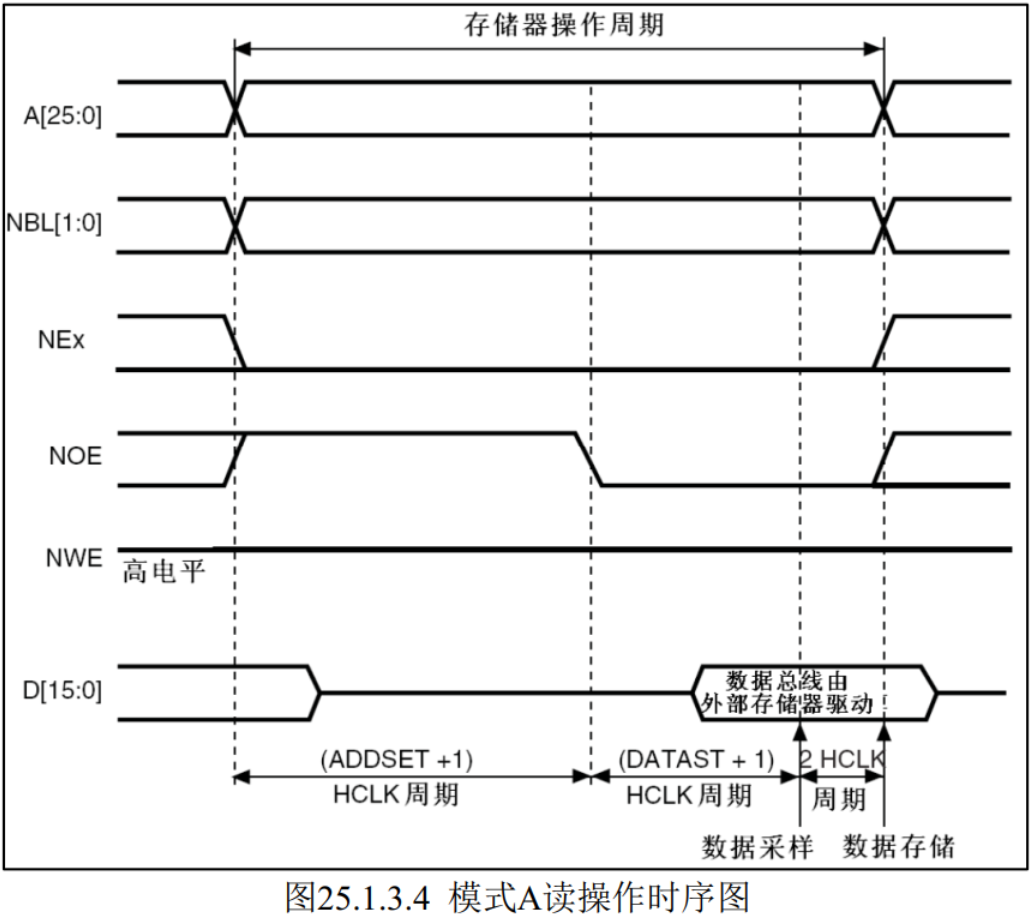 存储器操作周期
A[25:0]
NBL[1:0]
NEx
NOE
NWE
高电平
D[15:0]
数据总线由
外部存储器驱动
(ADDSET +1)
HCLK 周期
(DATAST + 1)
HCLK 周期
2 HCLK
周期
数据采样
数据存储
图25.1.3.4 模式A读操作时序图